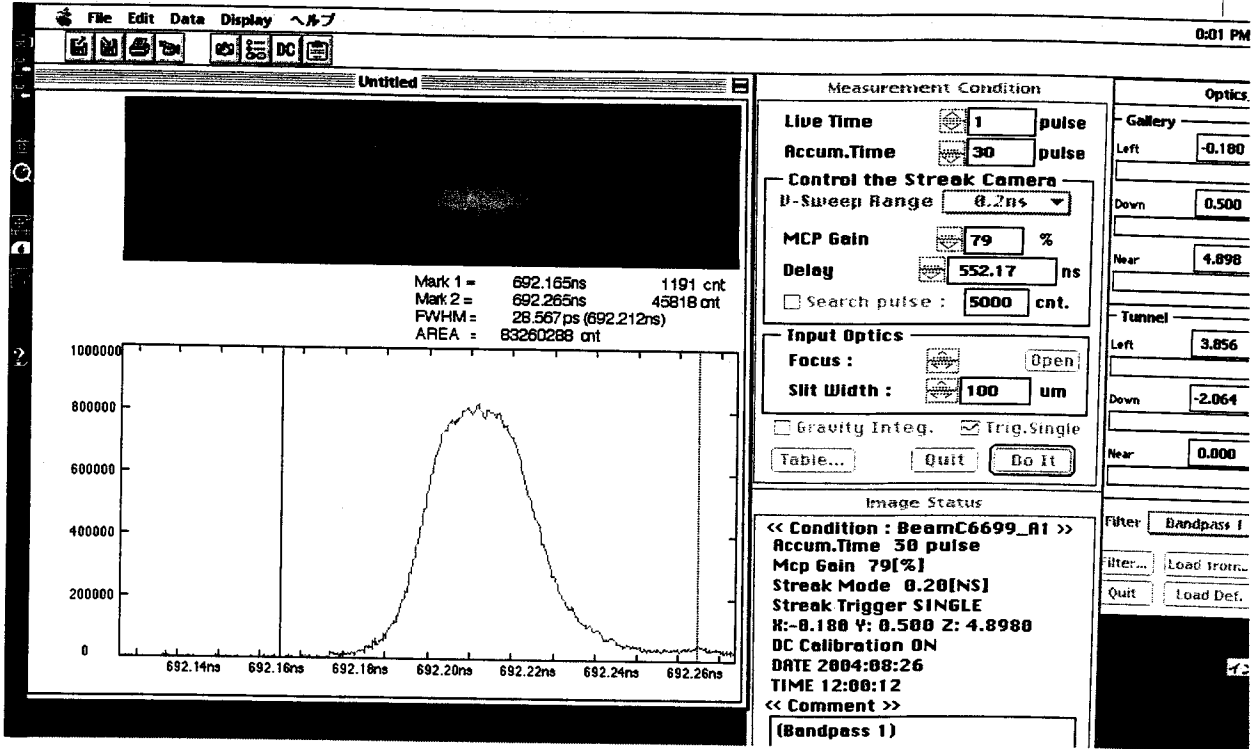 File Edit Data Display ヘルプ
0:01 PM
DC
Untitled
Mark 1 = 692.165ns 1191 cnt
Mark 2 = 692.265ns 45818 cnt
FWHM = 28.567ps (692.212ns)
AREA = 83260288 cnt
1000000
800000
600000
400000
200000
0
692.14ns 692.16ns 692.18ns 692.20ns 692.22ns 692.24ns 692.26ns
Measurement Condition
Live Time 1 pulse
Accum.Time 30 pulse
Control the Streak Camera
V-Sweep Range 0.2ns
MCP Gain 79 %
Delay 552.17 ns
Search pulse : 5000 cnt.
Input Optics
Focus : Open
Slit Width : 100 um
Gravity Integ. Trig.Single
Table... Quit Do It
Image Status
<< Condition : BeamC6699_A1 >>
Accum.Time 30 pulse
Mcp Gain 79[%]
Streak Mode 0.20[NS]
Streak Trigger SINGLE
X:-0.180 Y: 0.500 Z: 4.8980
DC Calibration ON
DATE 2004:08:26
TIME 12:00:12
<< Comment >>
(Bandpass 1)
Optics
Gallery
Left -0.180
Down 0.500
Near 4.898
Tunnel
Left 3.856
Down -2.064
Near 0.000
Filter Bandpass 1
Filter... Load from...
Quit Load Def.
イン